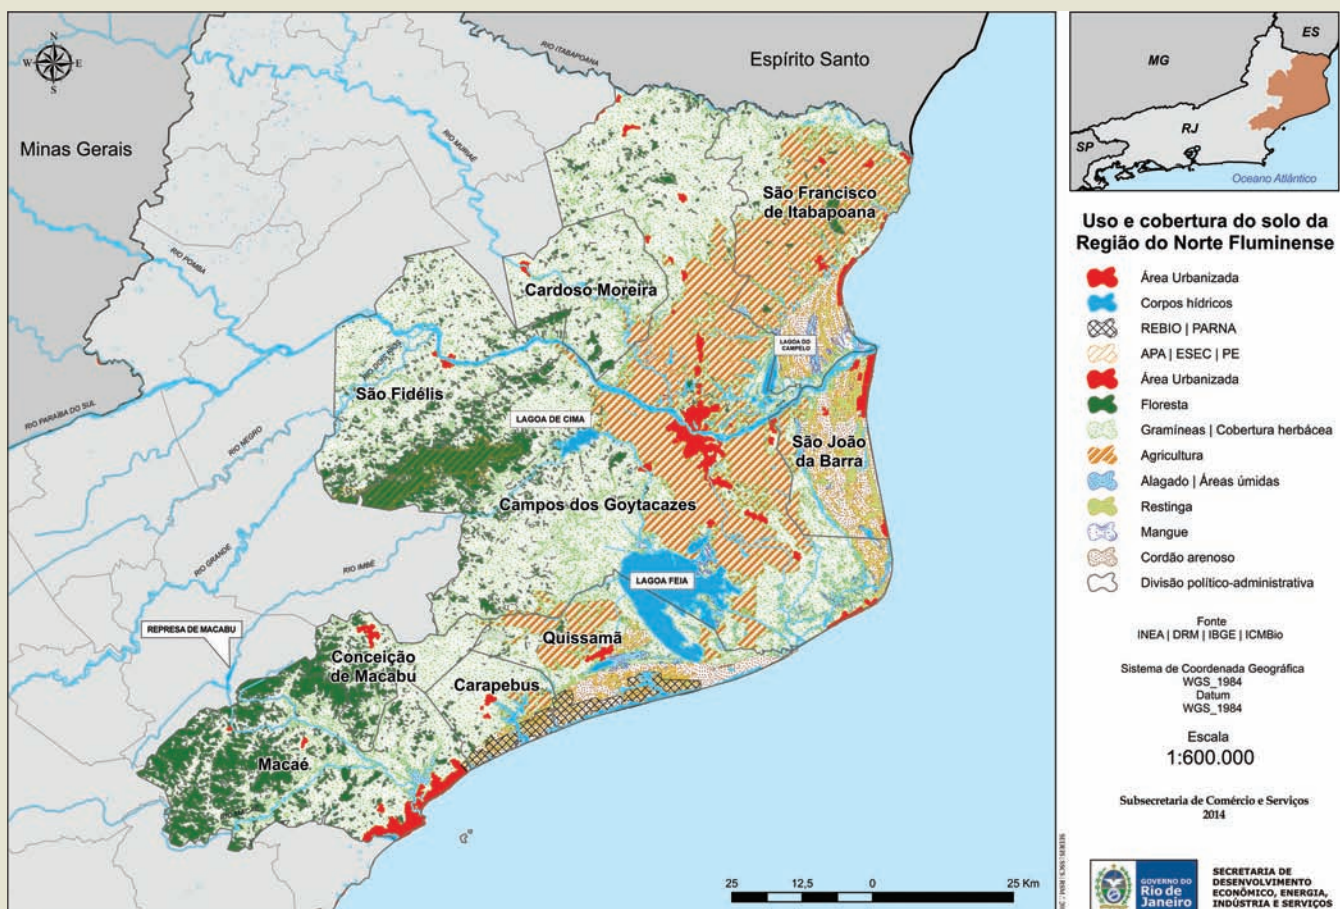 N
W
E
S
RIO ITABAPOANA
Espírito Santo
Minas Gerais
RIO MURIAÉ
São Francisco
de Itabapoana
RIO POMBA
Cardoso Moreira
LAGOA DO
CAMPELO
São Fidélis
RIO PARAÍBA DO SUL
RIO NEGRO
LAGOA DE CIMA
São João
da Barra
Campos dos Goytacazes
RIO GRANDE
RIO IMBÉ
LAGOA FEIA
REPRESA DE MACABU
Quissamã
Conceição
de Macabu
Carapebus
Macaé
25
12,5
0
25 Km
ES
MG
RJ
SP
Oceano Atlântico
Uso e cobertura do solo da
Região do Norte Fluminense
Área Urbanizada
Corpos hídricos
REBIO | PARNA
APA | ESEC | PE
Área Urbanizada
Floresta
Gramíneas | Cobertura herbácea
Agricultura
Alagado | Áreas úmidas
Restinga
Mangue
Cordão arenoso
Divisão político-administrativa
Fonte
INEA | DRM | IBGE | ICMBio
Sistema de Coordenada Geográfica
WGS_1984
Datum
WGS_1984
Escala
1:600.000
Subsecretaria de Comércio e Serviços
2014
GOVERNO DO
Rio de
Janeiro
SECRETARIA DE
DESENVOLVIMENTO
ECONÔMICO, ENERGIA,
INDÚSTRIA E SERVIÇOS